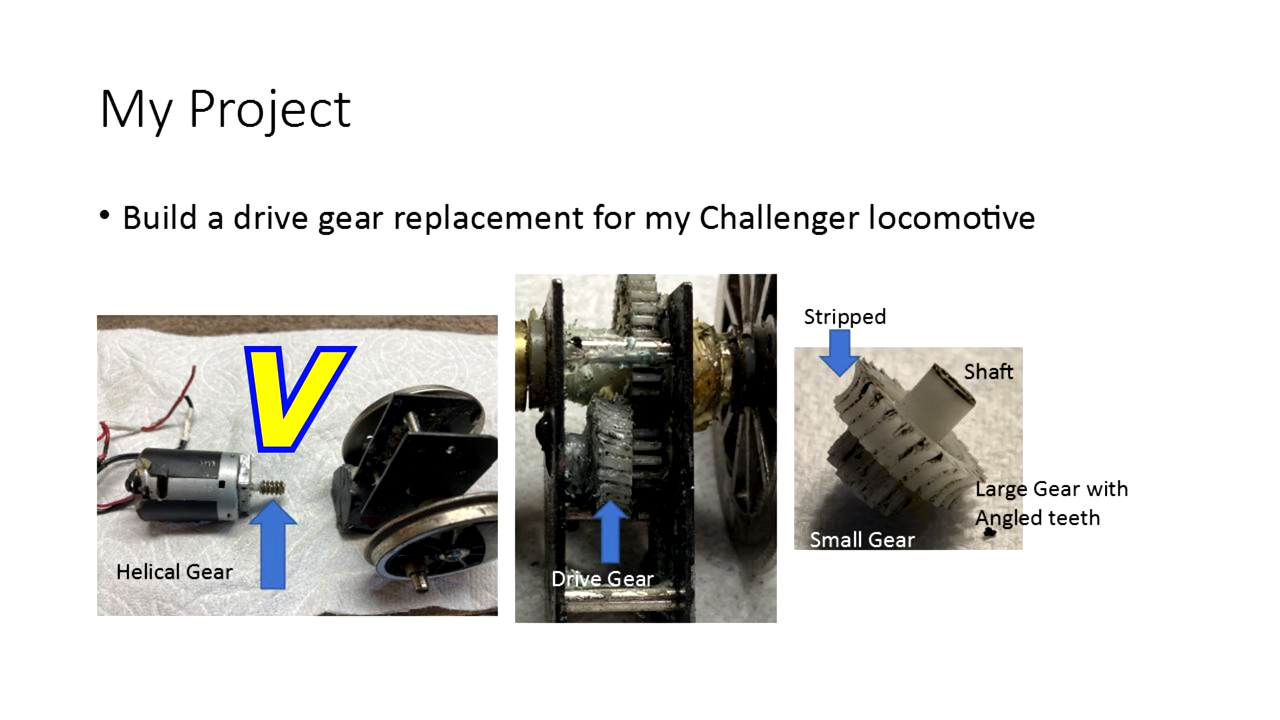 My Project
• Build a drive gear replacement for my Challenger locomotive
V
Helical Gear
Drive Gear
Stripped
Shaft
Large Gear with
Angled teeth
Small Gear